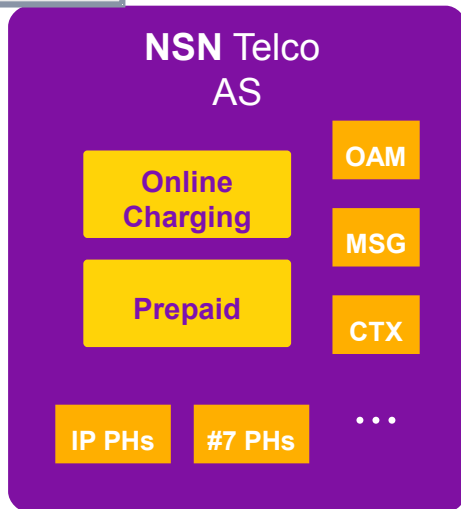 NSN Telco
AS
OAM
Online
Charging
MSG
Prepaid
CTX
IP PHs
#7 PHs
...